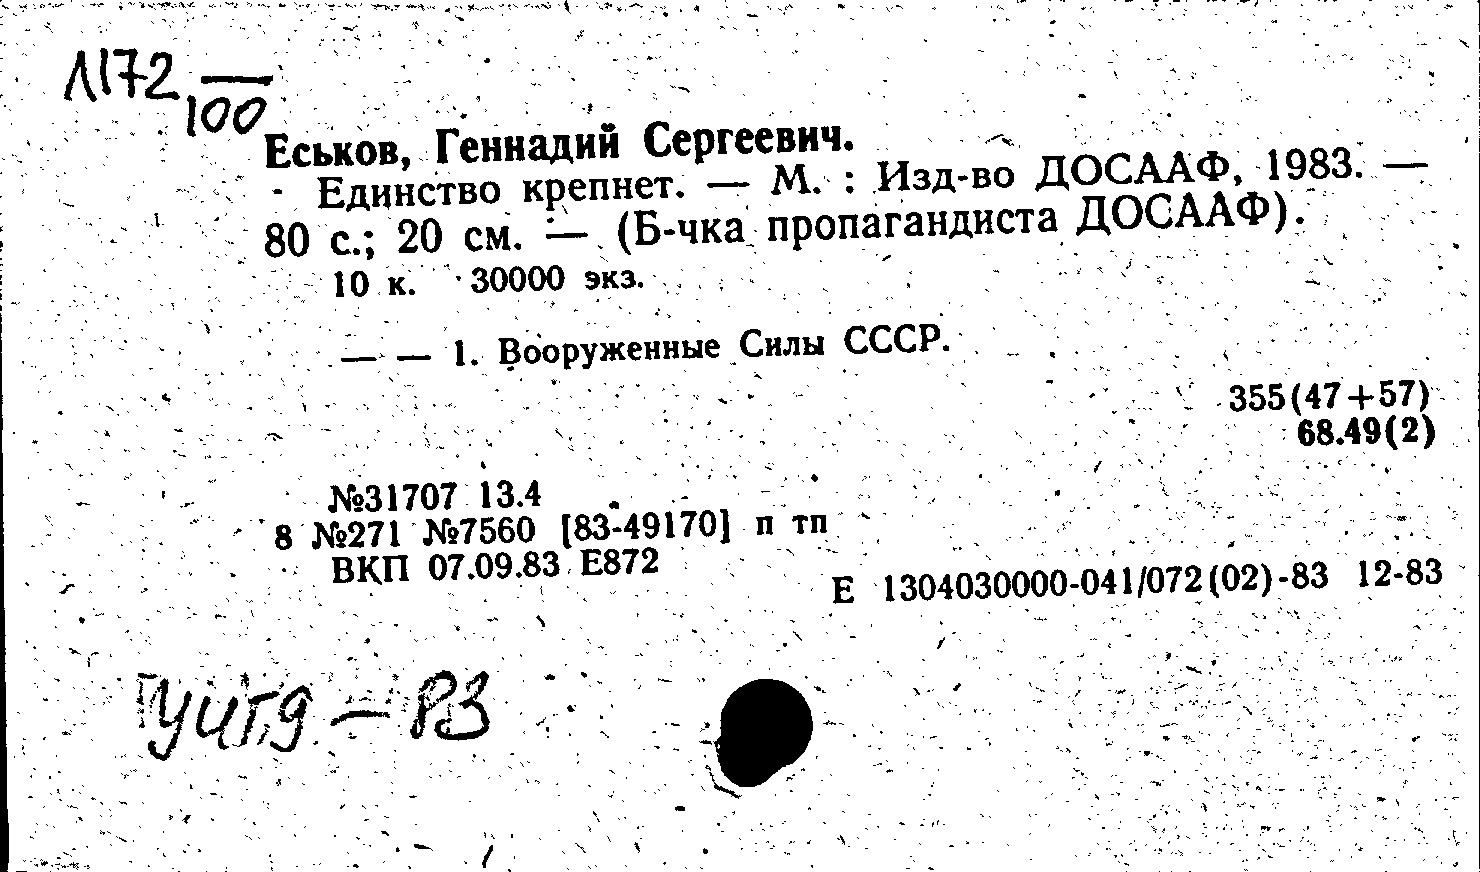 Л172
100
Еськов, Геннадий Сергеевич.
Единство крепнет. — М. : Изд-во ДОСААФ, 1983. —
80 с.; 20 см. — (Б-чка пропагандиста ДОСААФ).
10 к. 30000 экз.
— — 1. Вооруженные Силы СССР.
355(47+57)
68.49(2)
№31707 13.4
8 №271 №7560 [83-49170] п тп
ВКП 07.09.83 Е872
Е 1304030000-041/072(02)-83 12-83